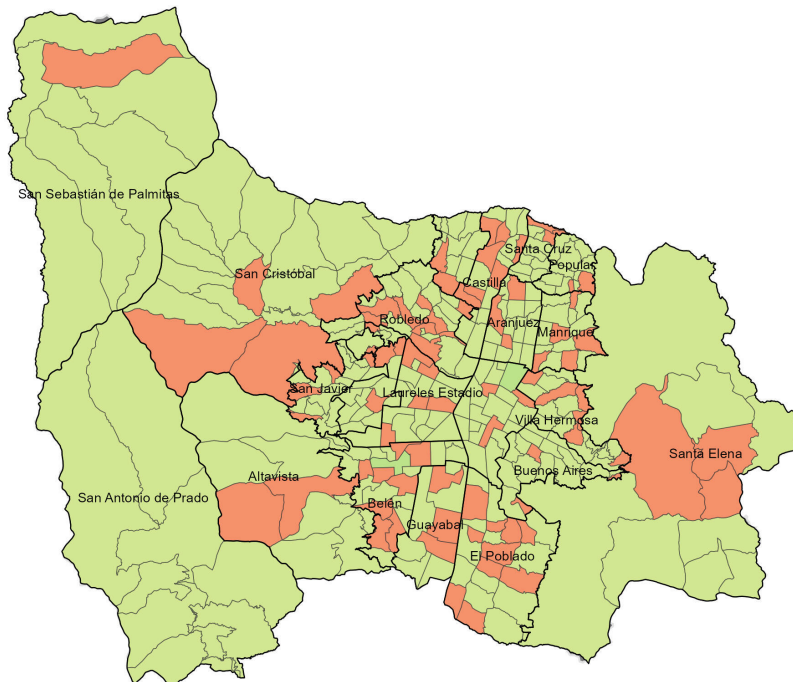 San Sebastián de Palmitas
San Cristóbal
Santa Cruz
Popular
Castilla
Robledo
Aranjuez
Manrique
San Javier
Laureles Estadio
Villa Hermosa
Santa Elena
Buenos Aires
Altavista
San Antonio de Prado
Belén
Guayabal
El Poblado